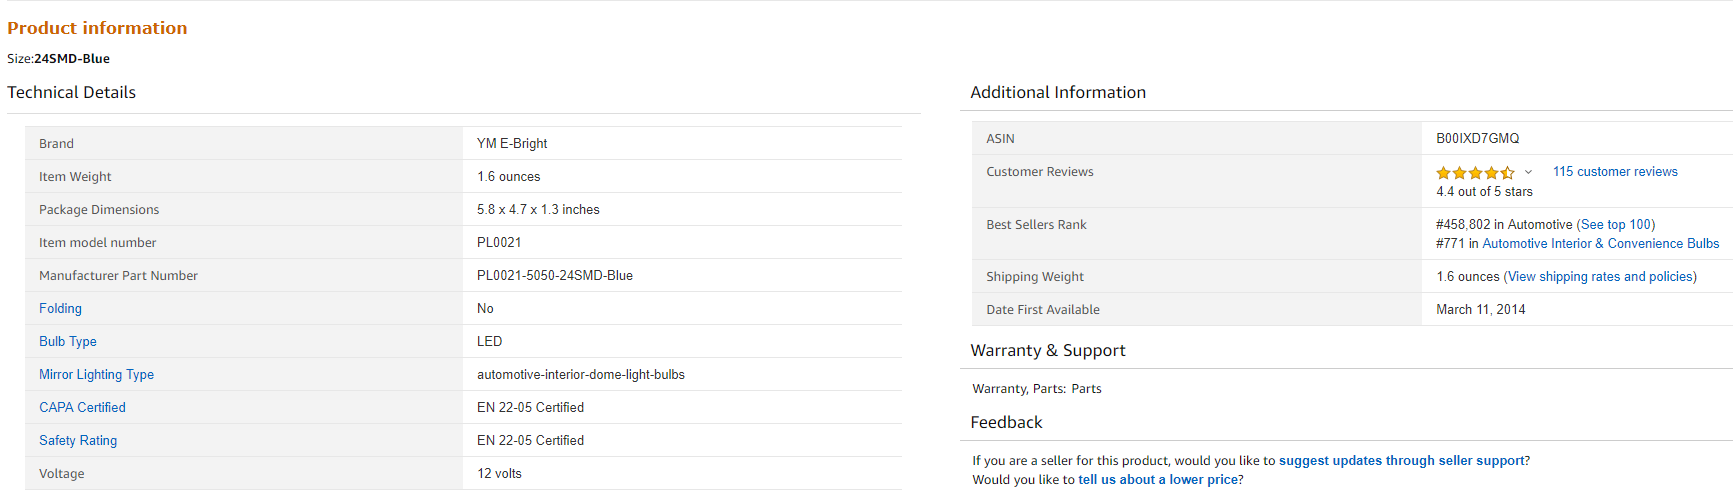 Product information
Size:24SMD-Blue
Technical Details
Brand YM E-Bright
Item Weight 1.6 ounces
Package Dimensions 5.8 x 4.7 x 1.3 inches
Item model number PL0021
Manufacturer Part Number PL0021-5050-24SMD-Blue
Folding No
Bulb Type LED
Mirror Lighting Type automotive-interior-dome-light-bulbs
CAPA Certified EN 22-05 Certified
Safety Rating EN 22-05 Certified
Voltage 12 volts
Additional Information
ASIN B00IXD7GMQ
Customer Reviews 115 customer reviews
4.4 out of 5 stars
Best Sellers Rank #458,802 in Automotive (See top 100)
#771 in Automotive Interior & Convenience Bulbs
Shipping Weight 1.6 ounces (View shipping rates and policies)
Date First Available March 11, 2014
Warranty & Support
Warranty, Parts: Parts
Feedback
If you are a seller for this product, would you like to suggest updates through seller support?
Would you like to tell us about a lower price?